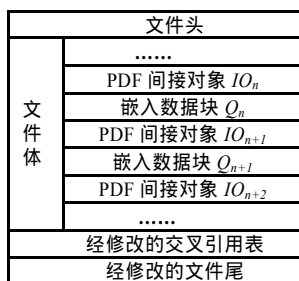 文件头
文件体
……
PDF 间接对象 IOn
嵌入数据块 Qn
PDF 间接对象 IOn+1
嵌入数据块 Qn+1
PDF 间接对象 IOn+2
……
经修改的交叉引用表
经修改的文件尾